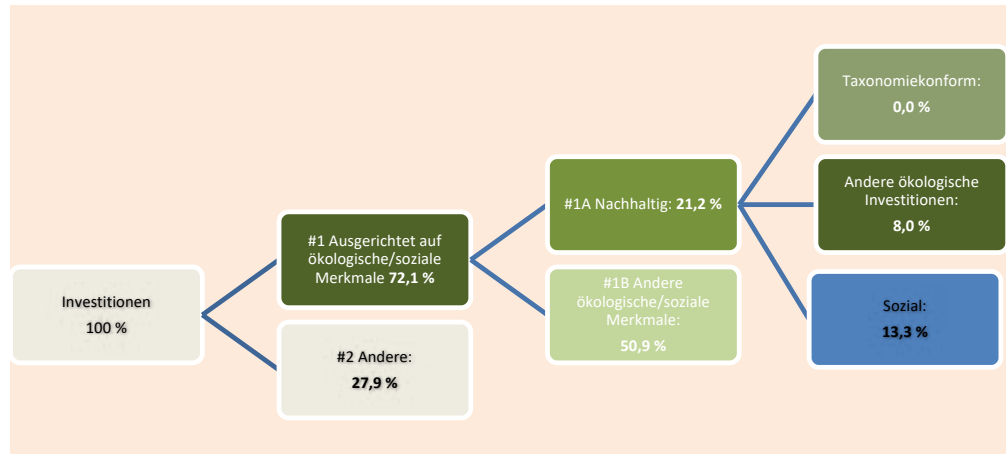 Investitionen
100 %
#1 Ausgerichtet auf
ökologische/soziale
Merkmale 72,1 %
#2 Andere:
27,9 %
#1A Nachhaltig: 21,2 %
#1B Andere
ökologische/soziale
Merkmale:
50,9 %
Taxonomiekonform:
0,0 %
Andere ökologische
Investitionen:
8,0 %
Sozial:
13,3 %